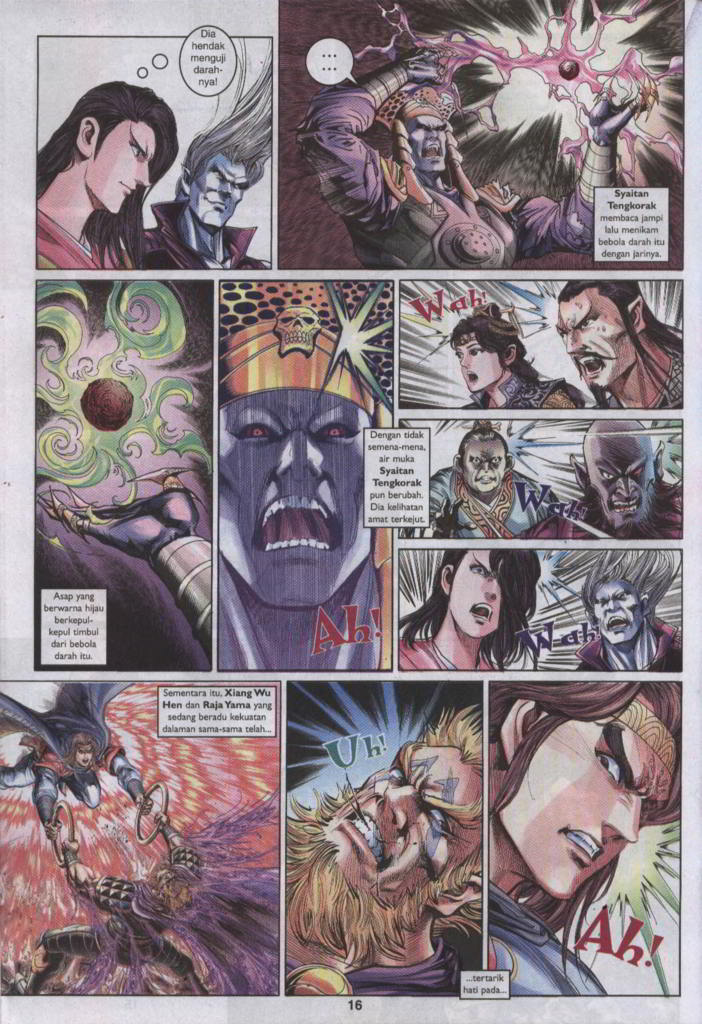 Dia
hendak
menguji
darah-
nya!
...
...
Syaitan
Tengkorak
membaca jampi
lalu menikam
bebola darah itu
dengan jarinya.
Asap yang
berwarna hijau
berkepul-
kepul timbul
dari bebola
darah itu.
Dengan tidak
semena-mena,
air muka
Syaitan
Tengkorak
pun berubah.
Dia kelihatan
amat terkejut.
Ah!
Wah!
Wah!
Wah!
Wah!
Wah!
Sementara itu, Xiang Wu
Hen dan Raja Yama yang
sedang beradu kekuatan
dalaman sama-sama telah...
Uh!
...tertarik
hati pada...
Ah!
16